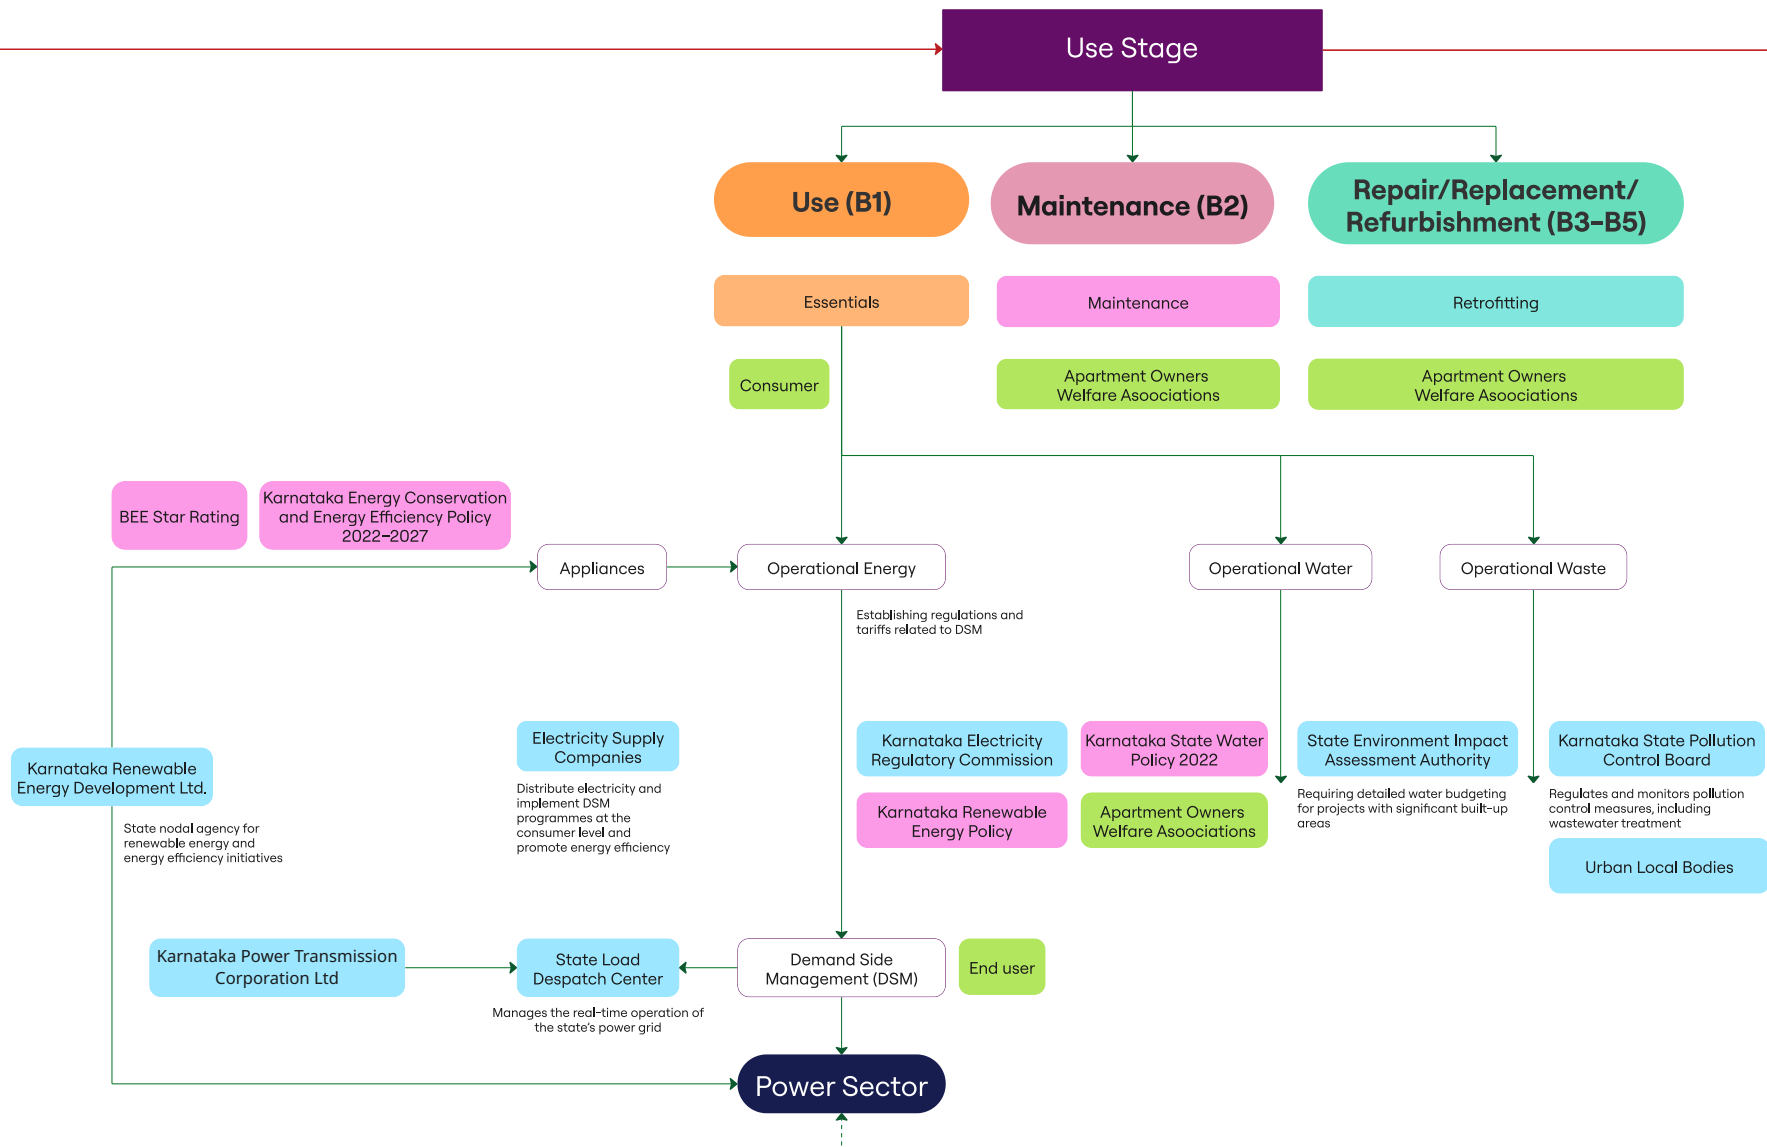 Use Stage
Use (B1)
Maintenance (B2)
Repair/Replacement/
Refurbishment (B3-B5)
Essentials
Maintenance
Retrofitting
Consumer
Apartment Owners
Welfare Asoociations
Apartment Owners
Welfare Asoociations
BEE Star Rating
Karnataka Energy Conservation
and Energy Efficiency Policy
2022-2027
Appliances
Operational Energy
Operational Water
Operational Waste
Establishing regulations and
tariffs related to DSM
Karnataka Renewable
Energy Development Ltd.
State nodal agency for
renewable energy and
energy efficiency initiatives
Electricity Supply
Companies
Distribute electricity and
implement DSM
programmes at the
consumer level and
promote energy efficiency
Karnataka Electricity
Regulatory Commission
Karnataka Renewable
Energy Policy
Karnataka State Water
Policy 2022
Apartment Owners
Welfare Asoociations
State Environment Impact
Assessment Authority
Requiring detailed water budgeting
for projects with significant built-up
areas
Karnataka State Pollution
Control Board
Regulates and monitors pollution
control measures, including
wastewater treatment
Urban Local Bodies
Karnataka Power Transmission
Corporation Ltd
State Load
Despatch Center
Manages the real-time operation of
the state's power grid
Demand Side
Management (DSM)
End user
Power Sector